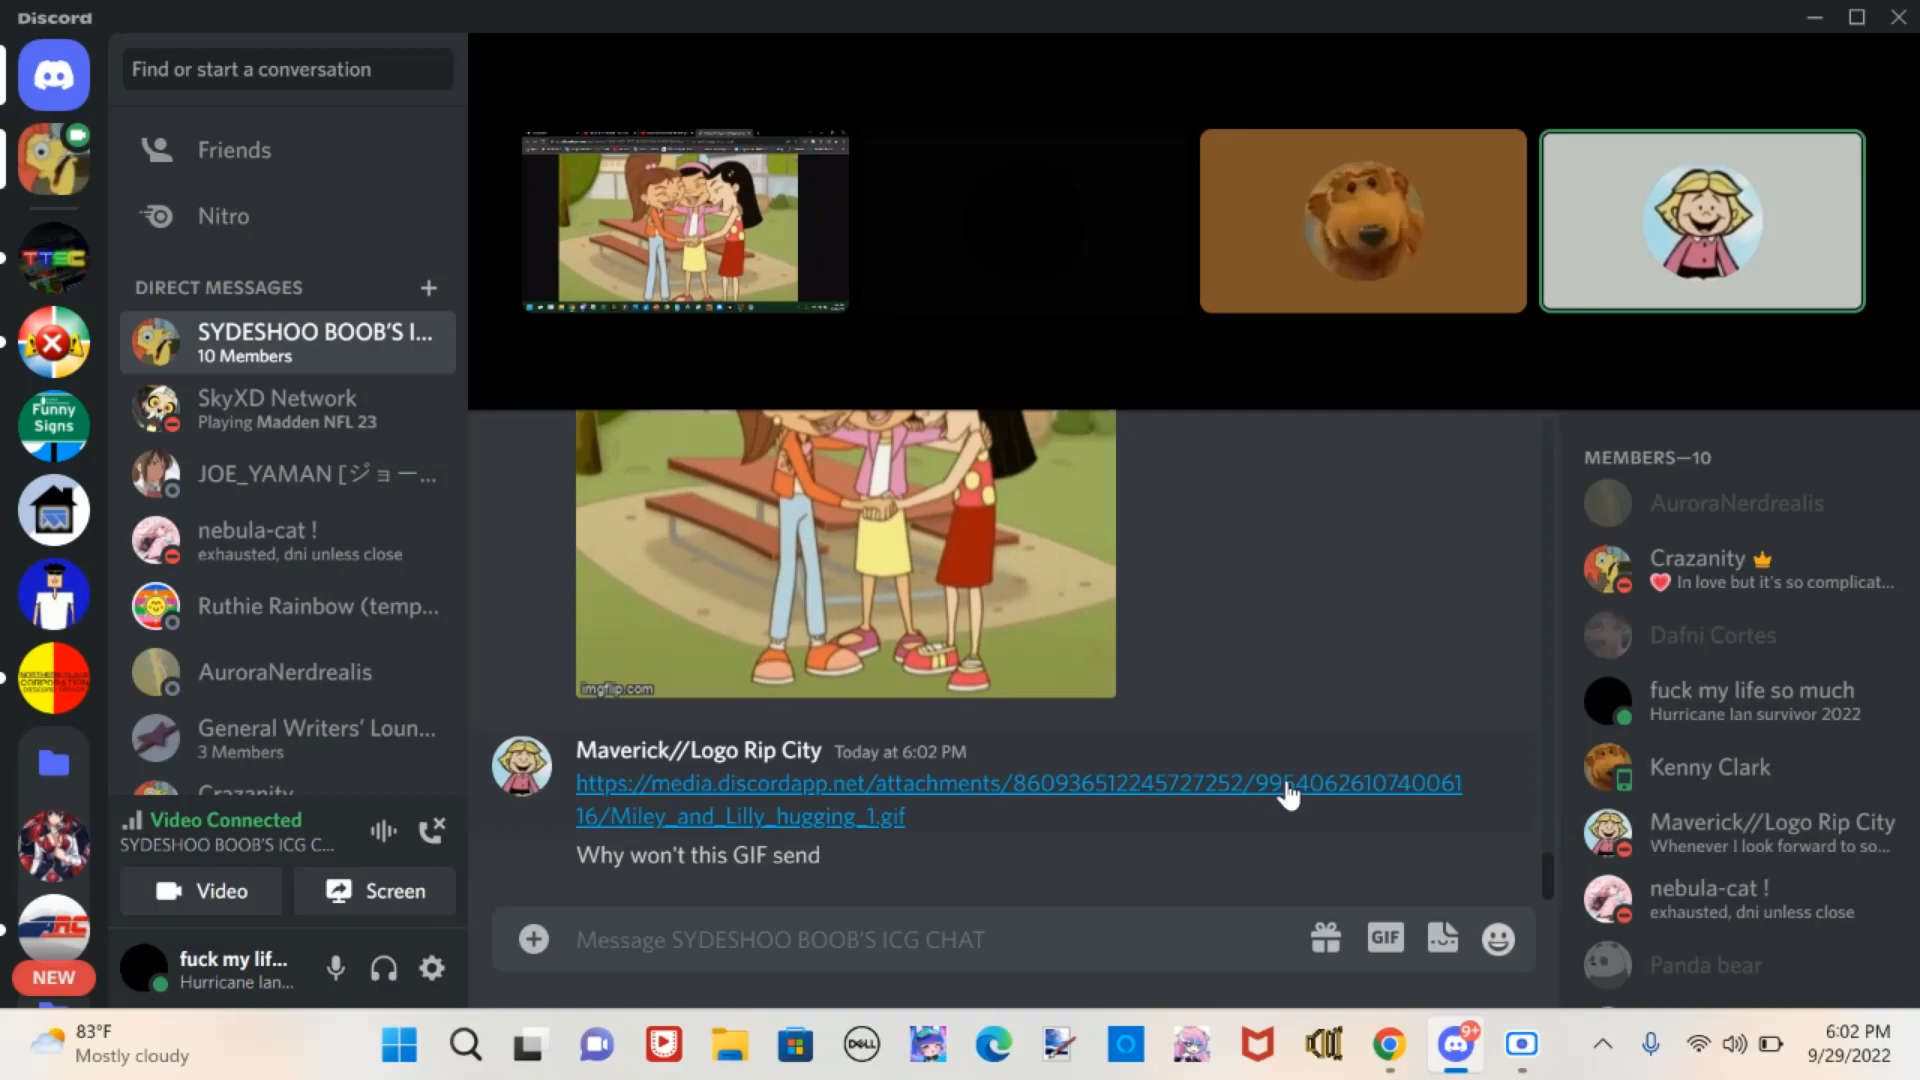 Discord
Find or start a conversation
Friends
Nitro
DIRECT MESSAGES
SYDESHOO BOOB'S I...
10 Members
SkyXD Network
Playing Madden NFL 23
JOE_YAMAN [ジョー...
nebula-cat !
exhausted, dni unless close
Ruthie Rainbow (temp...
AuroraNerdrealis
General Writers' Loun...
3 Members
Crazanity
Video Connected
SYDESHOO BOOB'S ICG C...
Video
Screen
fuck my lif...
Hurricane Ian...
TTEC
Funny
Signs
NEW
imgflip.com
Maverick//Logo Rip City Today at 6:02 PM
https://media.discordapp.net/attachments/860936512245727252/9954062610740061
16/Miley_and_Lilly_hugging_1.gif
Why won't this GIF send
Message SYDESHOO BOOB'S ICG CHAT
GIF
MEMBERS—10
AuroraNerdrealis
Crazanity
In love but it's so complicat...
Dafni Cortes
fuck my life so much
Hurricane Ian survivor 2022
Kenny Clark
Maverick//Logo Rip City
Whenever I look forward to so...
nebula-cat !
exhausted, dni unless close
Panda bear
83°F
Mostly cloudy
DELL
9+
6:02 PM
9/29/2022